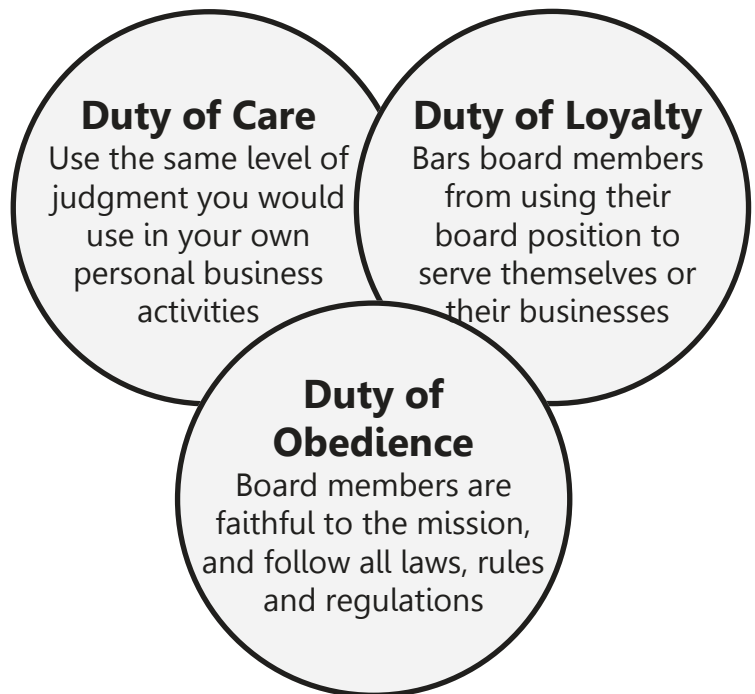 Duty of Care
Use the same level of
judgment you would
use in your own
personal business
activities
Duty of Loyalty
Bars board members
from using their
board position to
serve themselves or
their businesses
Duty of
Obedience
Board members are
faithful to the mission,
and follow all laws, rules
and regulations